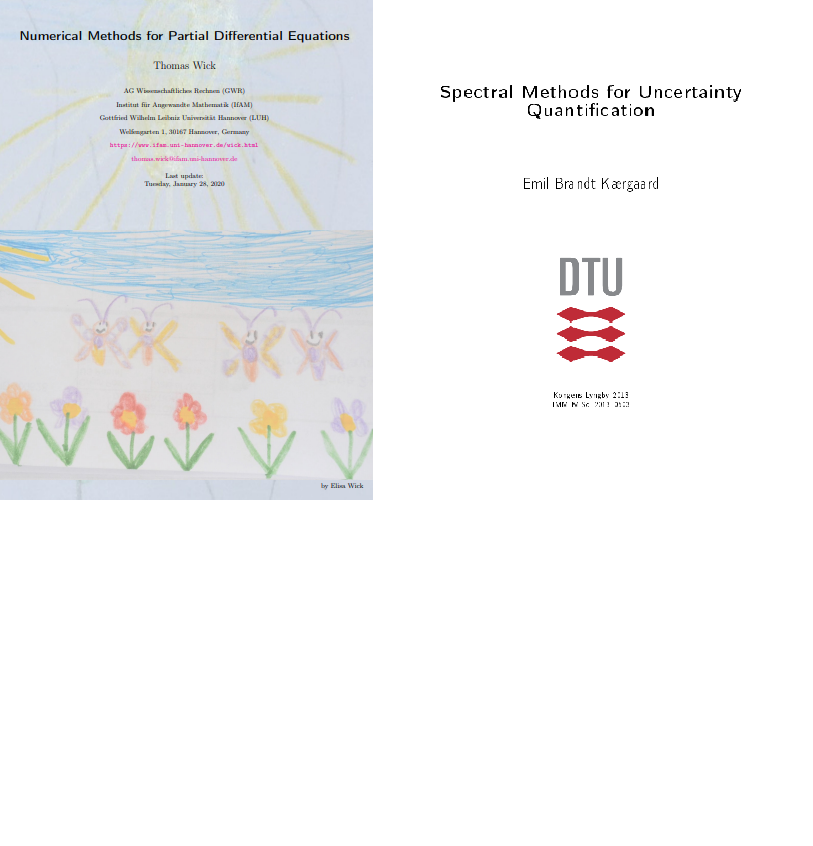 Numerical Methods for Partial Differential Equations
Thomas Wick
AG Wissenschaftliches Rechnen (GWR)
Institut für Angewandte Mathematik (IfAM)
Gottfried Wilhelm Leibniz Universität Hannover (LUH)
Welfengarten 1, 30167 Hannover, Germany
https://www.ifam.uni-hannover.de/wick.html
thomas.wick@ifam.uni-hannover.de
Last update:
Tuesday, January 28, 2020
by Elisa Wick
Spectral Methods for Uncertainty
Quantification
Emil Brandt Kærgaard
DTU
Kongens Lyngby 2013